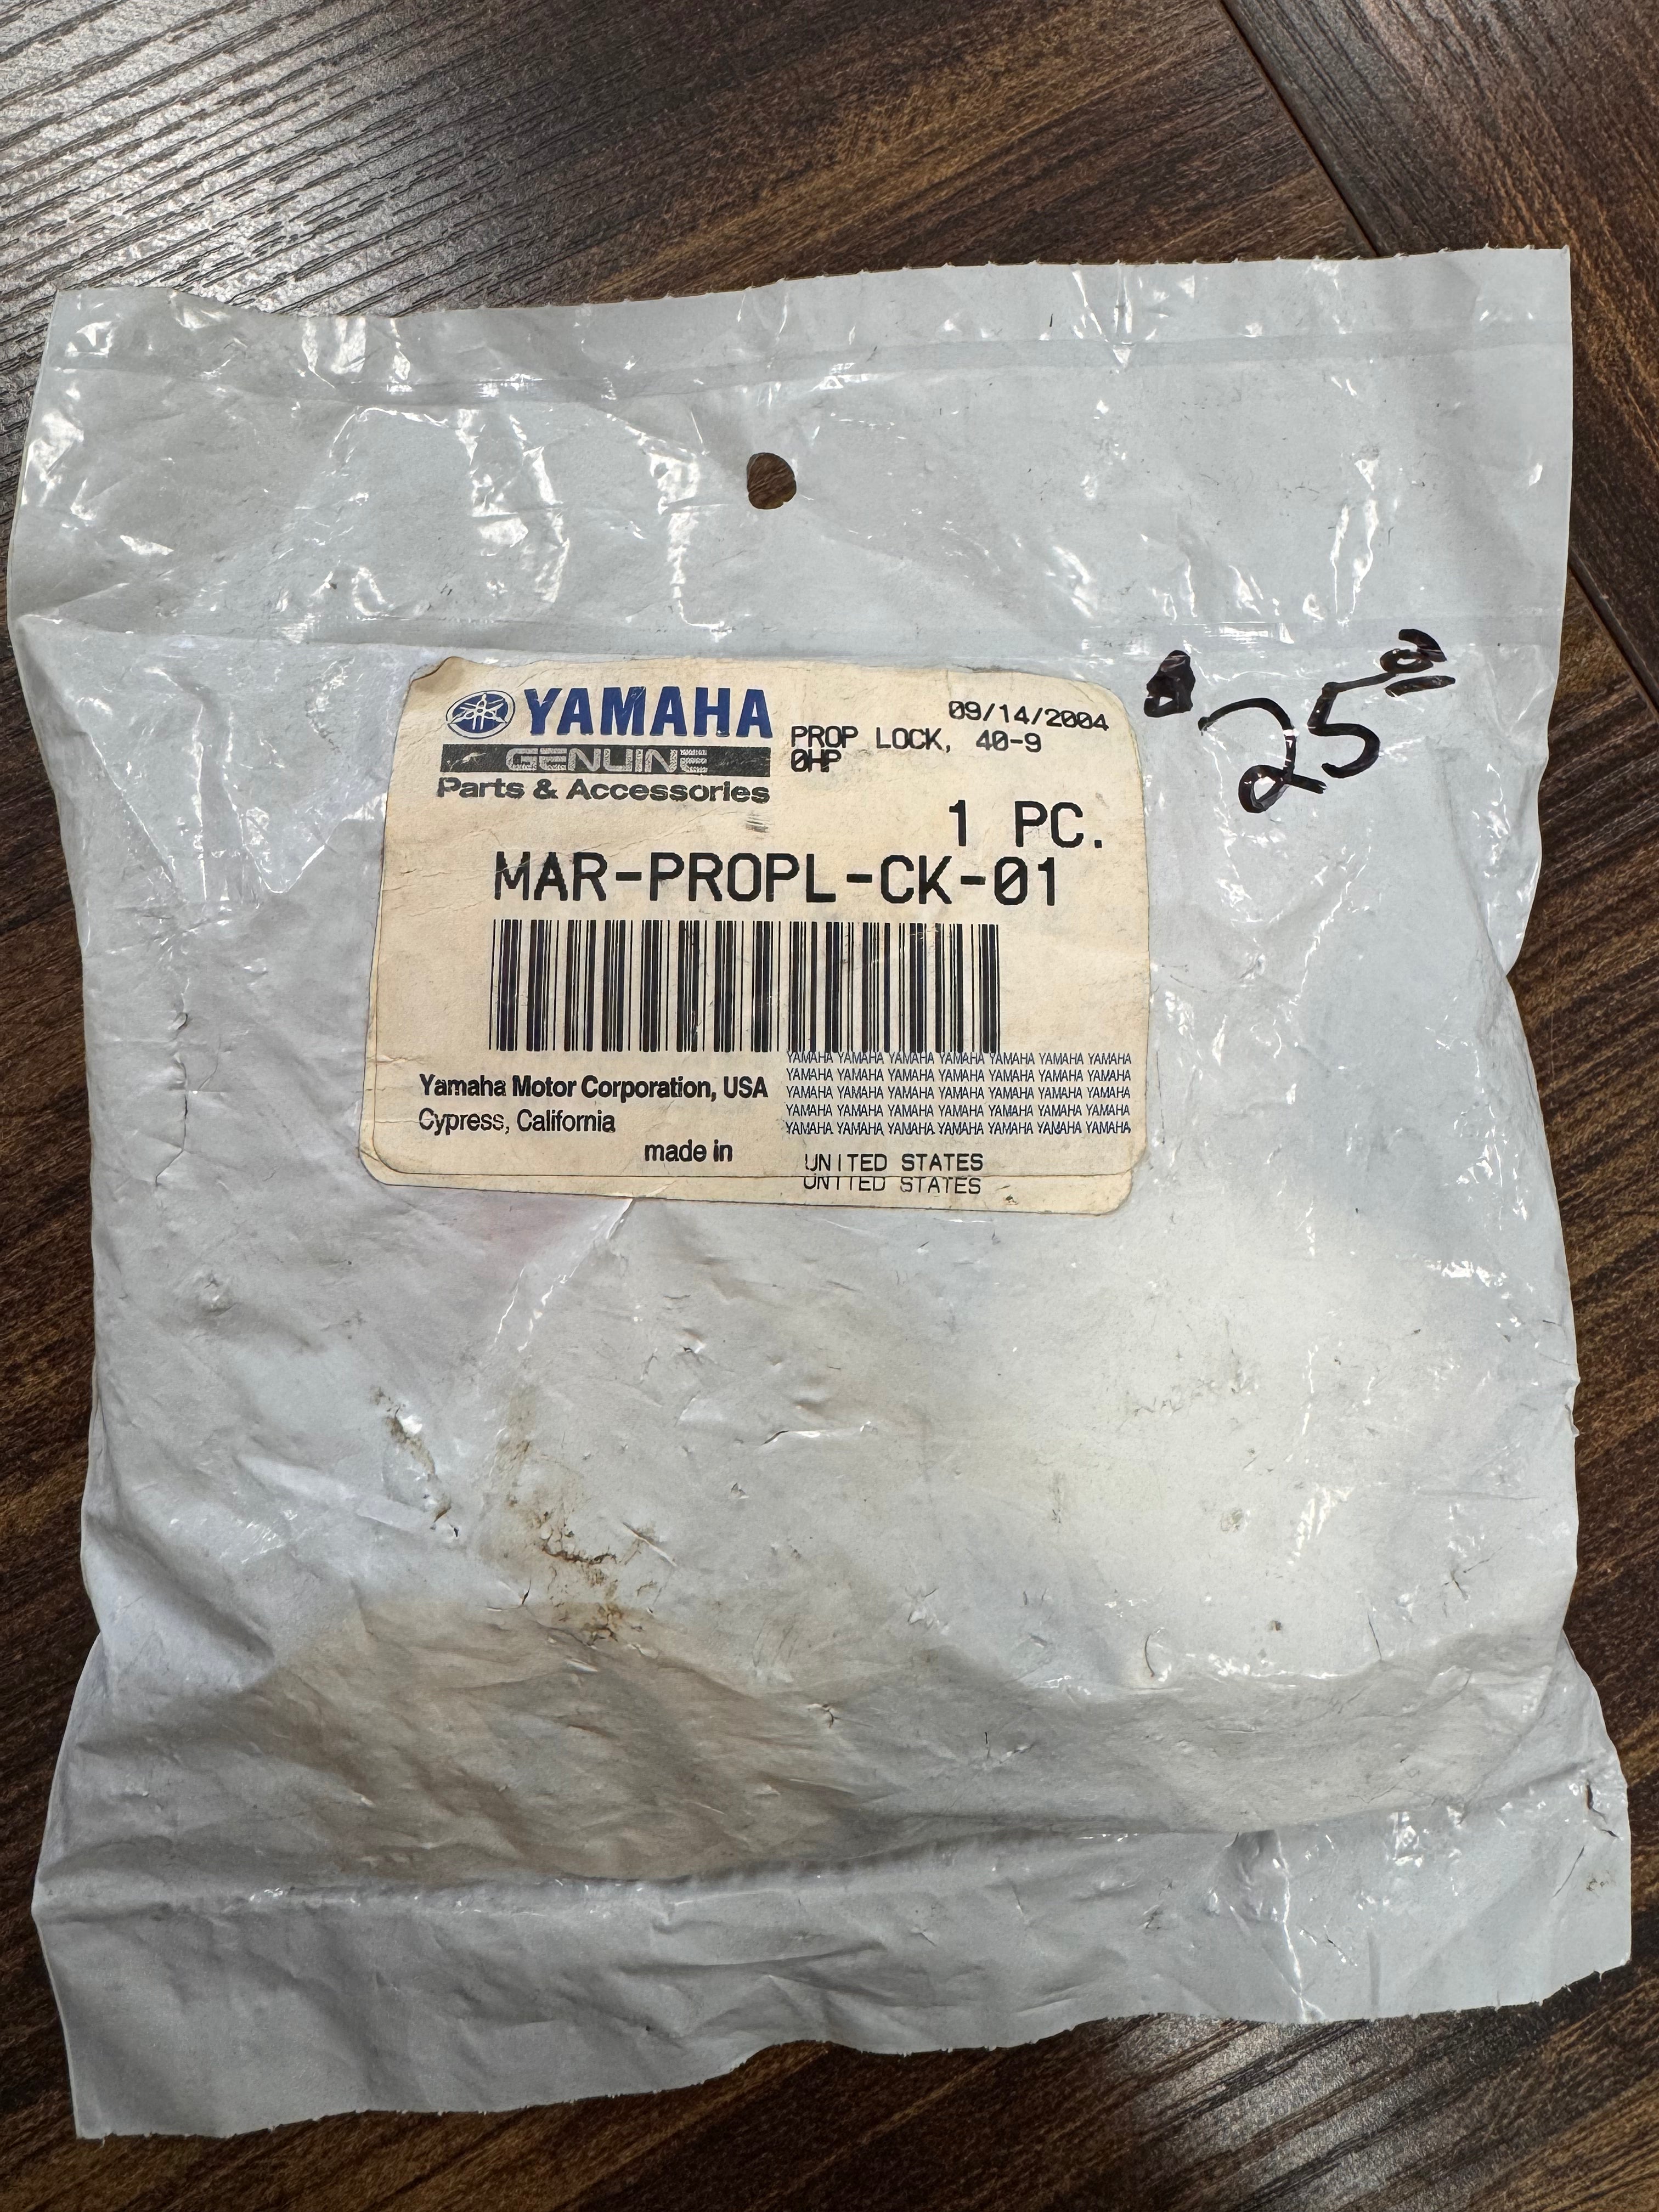 YAMAHA
GENUINE
Parts & Accessories
09/14/2004
PROP LOCK, 40-9
0HP
1 PC.
MAR-PROPL-CK-01
$25 00
YAMAHA YAMAHA YAMAHA YAMAHA YAMAHA YAMAHA YAMAHA
YAMAHA YAMAHA YAMAHA YAMAHA YAMAHA YAMAHA YAMAHA
YAMAHA YAMAHA YAMAHA YAMAHA YAMAHA YAMAHA YAMAHA
YAMAHA YAMAHA YAMAHA YAMAHA YAMAHA YAMAHA YAMAHA
YAMAHA YAMAHA YAMAHA YAMAHA YAMAHA YAMAHA YAMAHA
Yamaha Motor Corporation, USA
Cypress, California
made in
UNITED STATES
UNITED STATES